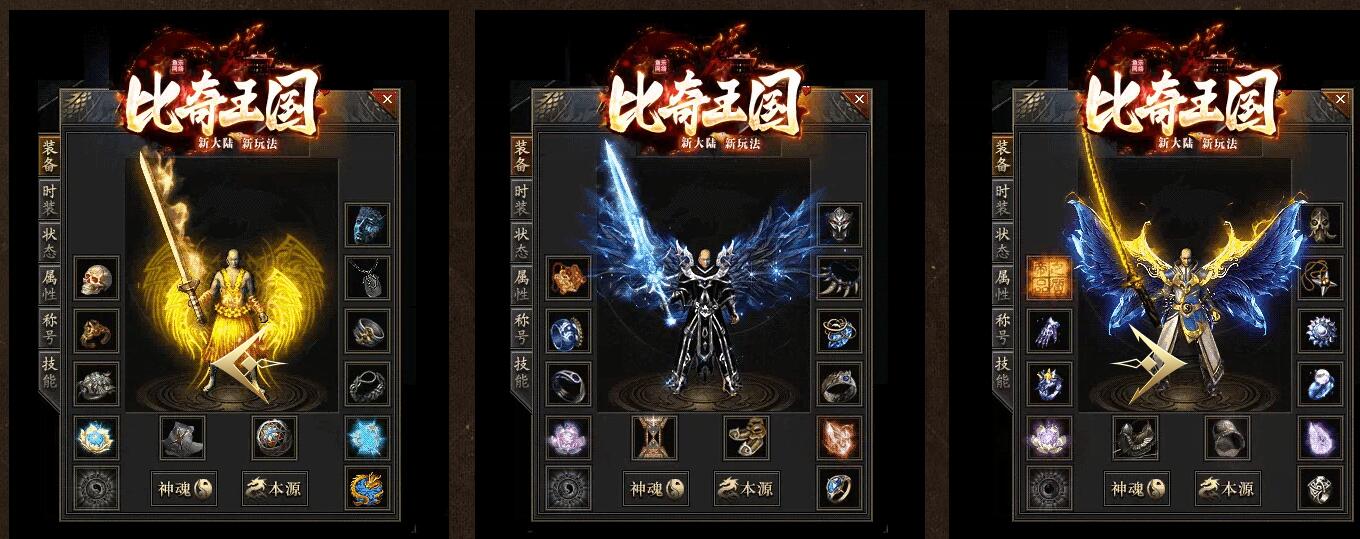 比奇王国
新大陆 新玩法
装备
时装
状态
属性
称号
技能
神魂
本源
比奇王国
新大陆 新玩法
装备
时装
状态
属性
称号
技能
神魂
本源
比奇王国
新大陆 新玩法
装备
时装
状态
属性
称号
技能
神魂
本源